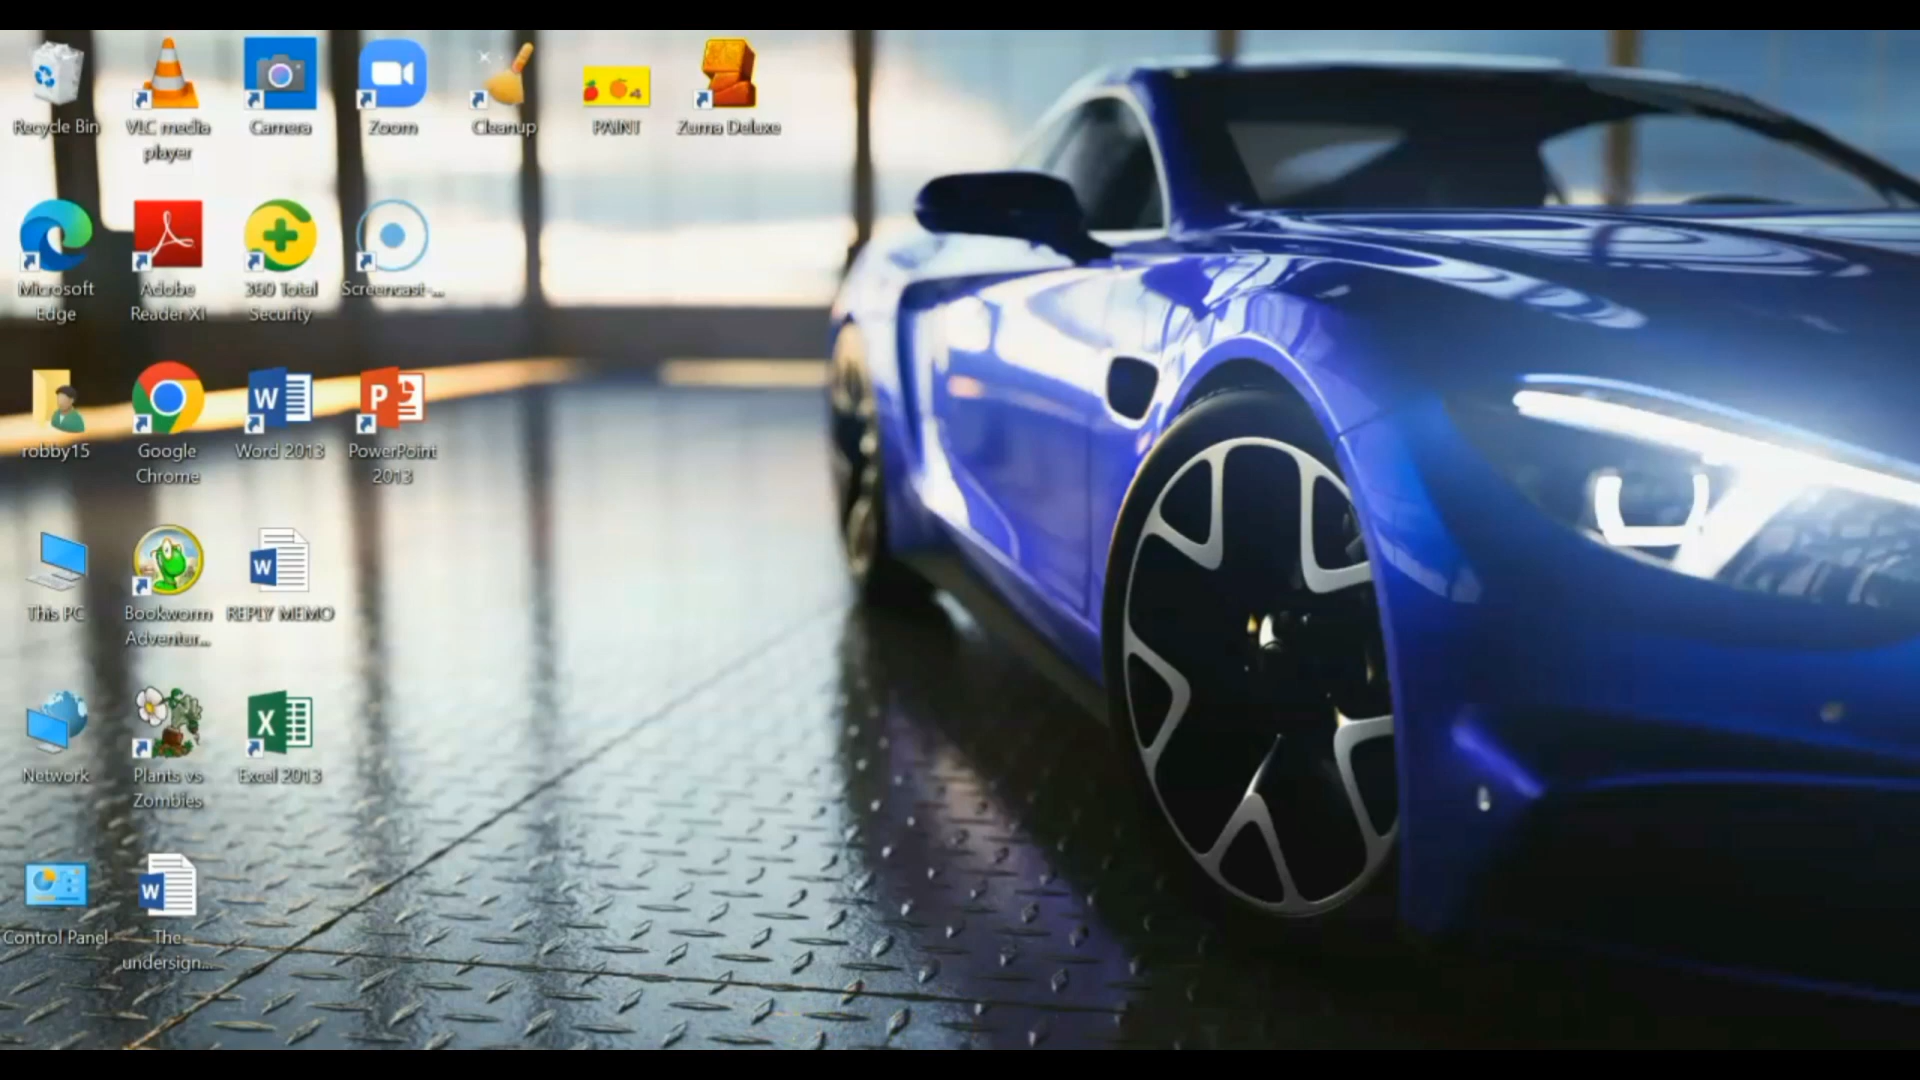 Recycle Bin
VLC media
player
Camera
Zoom
Cleanup
PAINT
Zuma Deluxe
Microsoft
Edge
Adobe
Reader XI
360 Total
Security
Screencast-...
robby15
Google
Chrome
Word 2013
PowerPoint
2013
This PC
Bookworm
Adventur...
REPLY MEMO
Network
Plants vs
Zombies
Excel 2013
Control Panel
The
undersign...